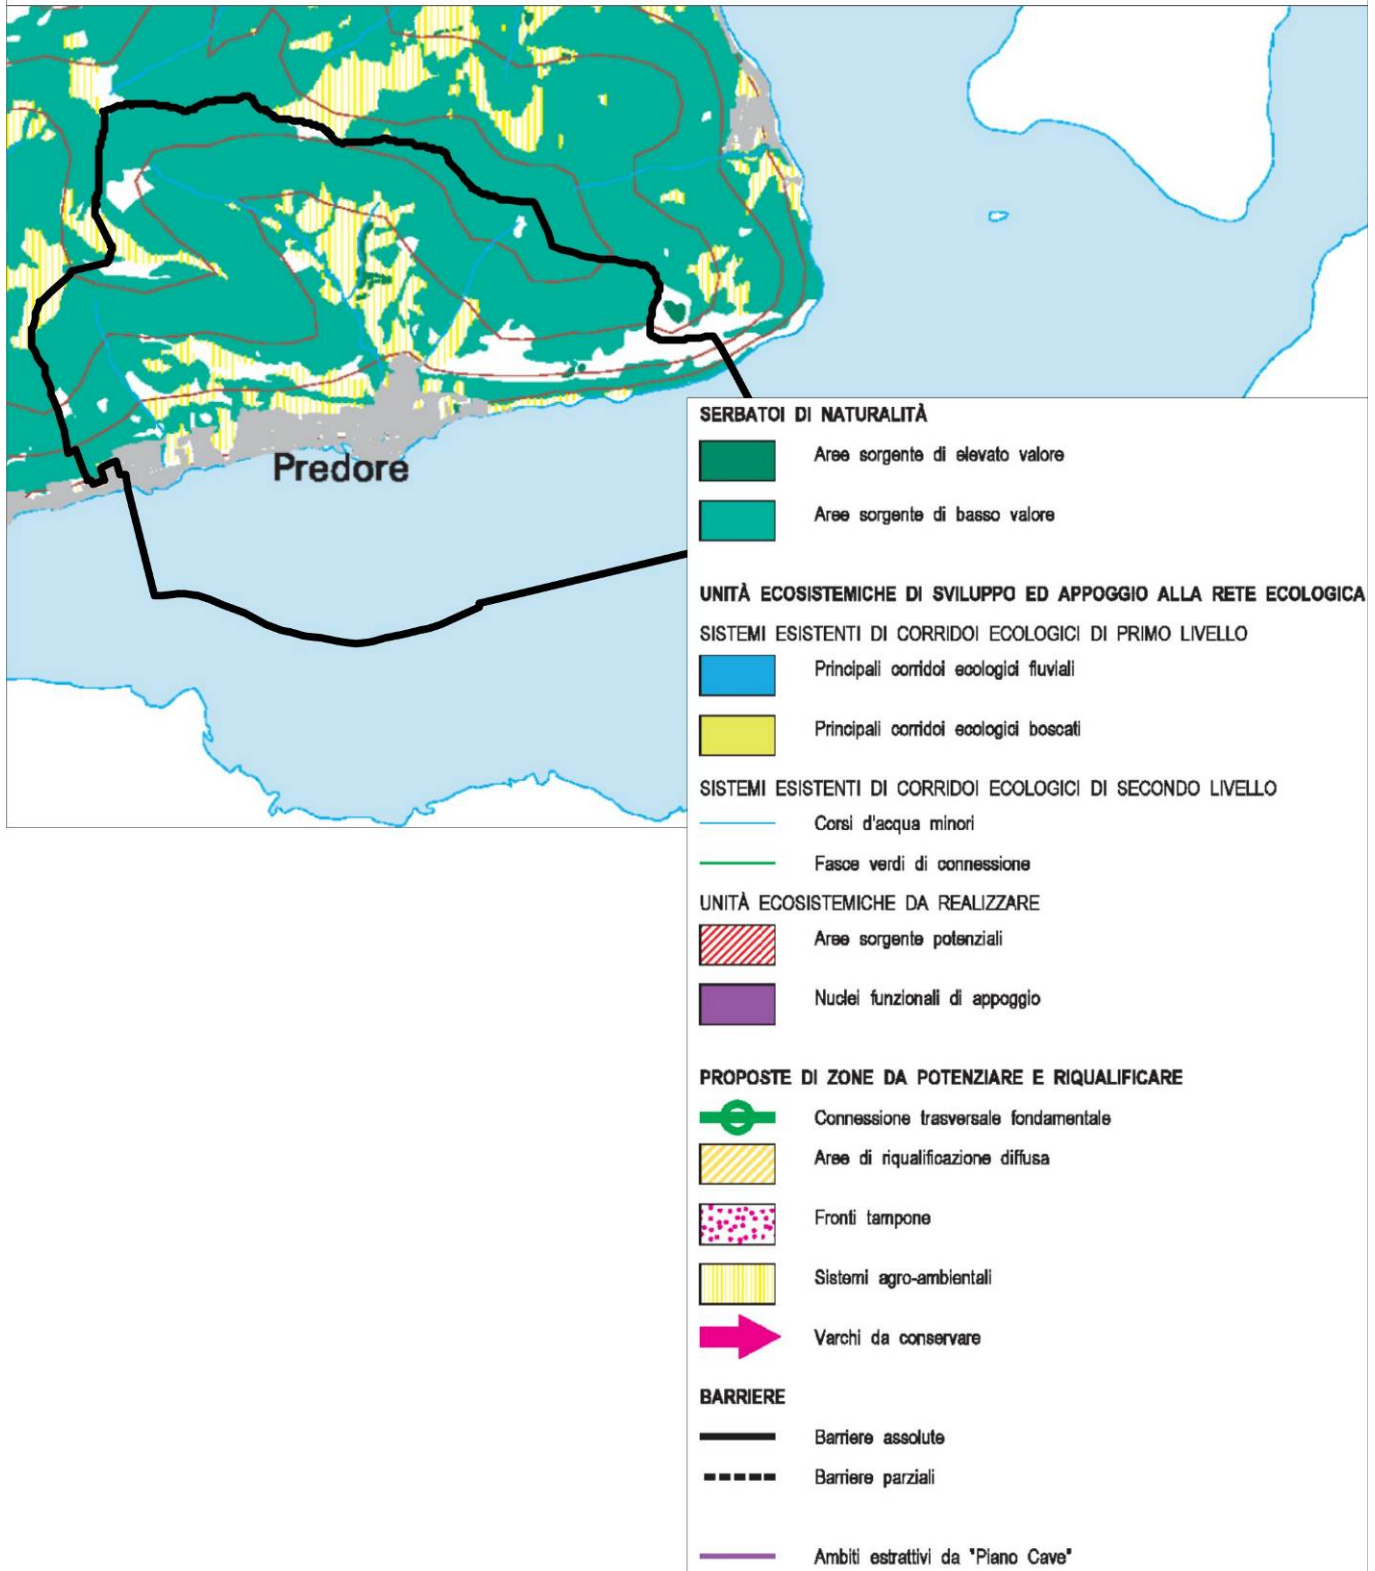 Predore
SERBATOI DI NATURALITÀ
Aree sorgente di elevato valore
Aree sorgente di basso valore
UNITÀ ECOSISTEMICHE DI SVILUPPO ED APPOGGIO ALLA RETE ECOLOGICA
SISTEMI ESISTENTI DI CORRIDOI ECOLOGICI DI PRIMO LIVELLO
Principali corridoi ecologici fluviali
Principali corridoi ecologici boscati
SISTEMI ESISTENTI DI CORRIDOI ECOLOGICI DI SECONDO LIVELLO
Corsi d'acqua minori
Fasce verdi di connessione
UNITÀ ECOSISTEMICHE DA REALIZZARE
Aree sorgente potenziali
Nuclei funzionali di appoggio
PROPOSTE DI ZONE DA POTENZIARE E RIQUALIFICARE
Connessione trasversale fondamentale
Aree di riqualificazione diffusa
Fronti tampone
Sistemi agro-ambientali
Varchi da conservare
BARRIERE
Barriere assolute
Barriere parziali
Ambiti estrattivi da "Piano Cave"